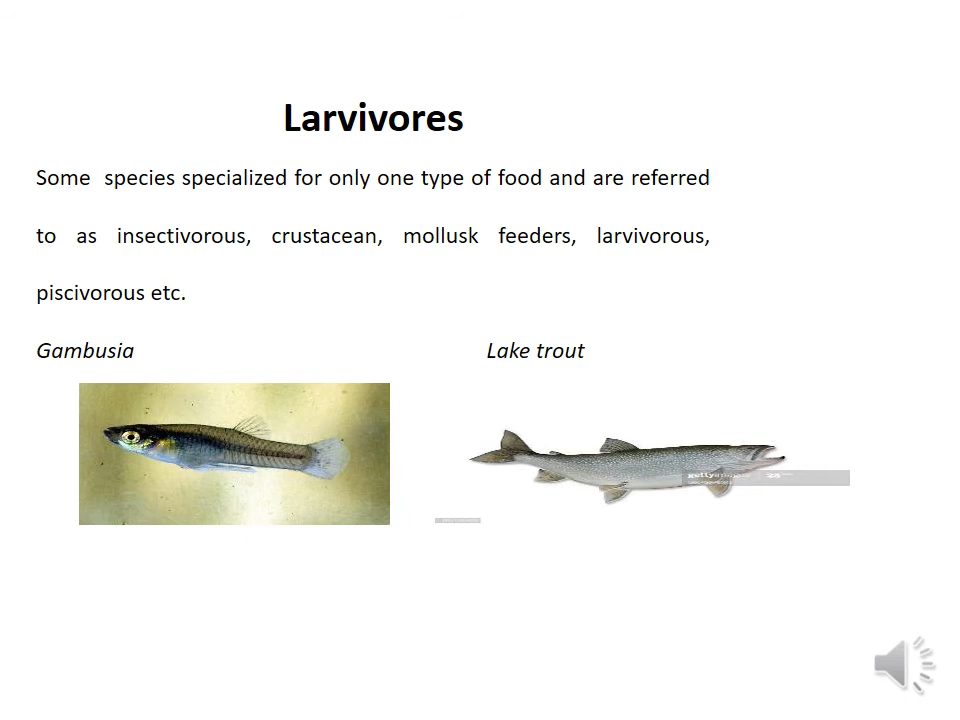 Larvivores
Some species specialized for only one type of food and are referred
to as insectivorous, crustacean, mollusk feeders, larvivorous,
piscivorous etc.
Gambusia
Lake trout